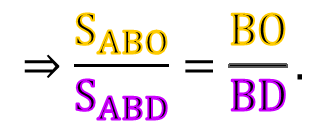 ⇒ S_ABO / S_ABD = BO / BD.